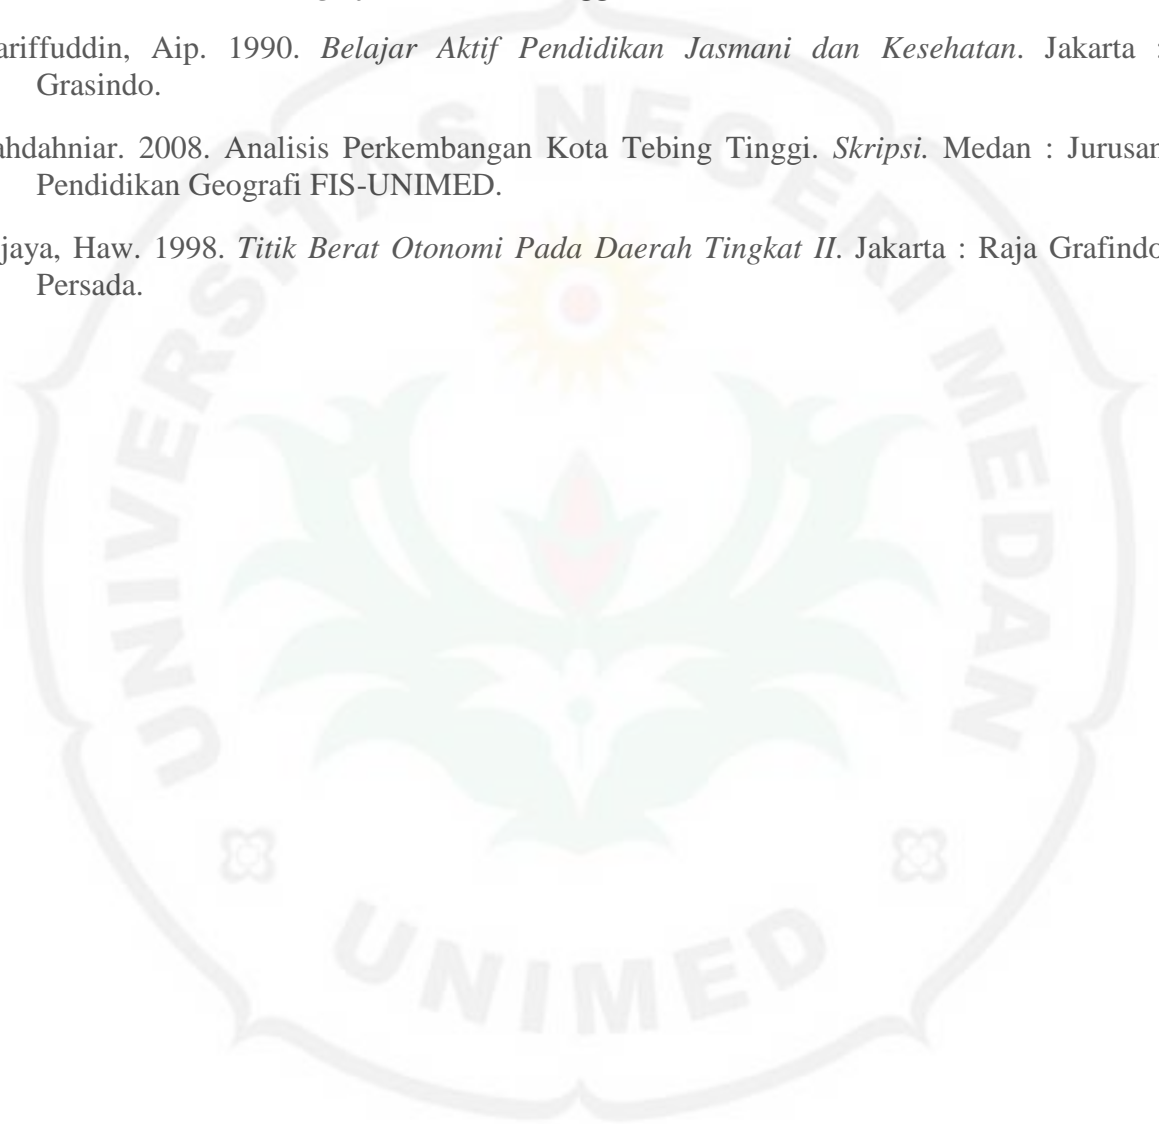 ariffuddin, Aip. 1990. Belajar Aktif Pendidikan Jasmani dan Kesehatan. Jakarta :
Grasindo.
ahdahniar. 2008. Analisis Perkembangan Kota Tebing Tinggi. Skripsi. Medan : Jurusan
Pendidikan Geografi FIS-UNIMED.
jaya, Haw. 1998. Titik Berat Otonomi Pada Daerah Tingkat II. Jakarta : Raja Grafindo
Persada.
UNIVERSITAS NEGERI MEDAN
UNIMED